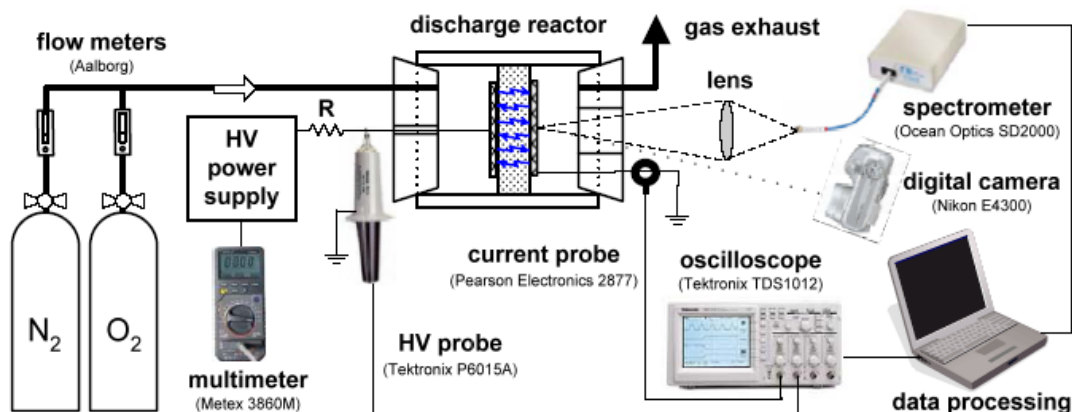 flow meters
(Aalborg)
discharge reactor
gas exhaust
lens
R
HV
power
supply
spectrometer
(Ocean Optics SD2000)
digital camera
(Nikon E4300)
current probe
(Pearson Electronics 2877)
oscilloscope
(Tektronix TDS1012)
N2
O2
HV probe
(Tektronix P6015A)
multimeter
(Metex 3860M)
data processing